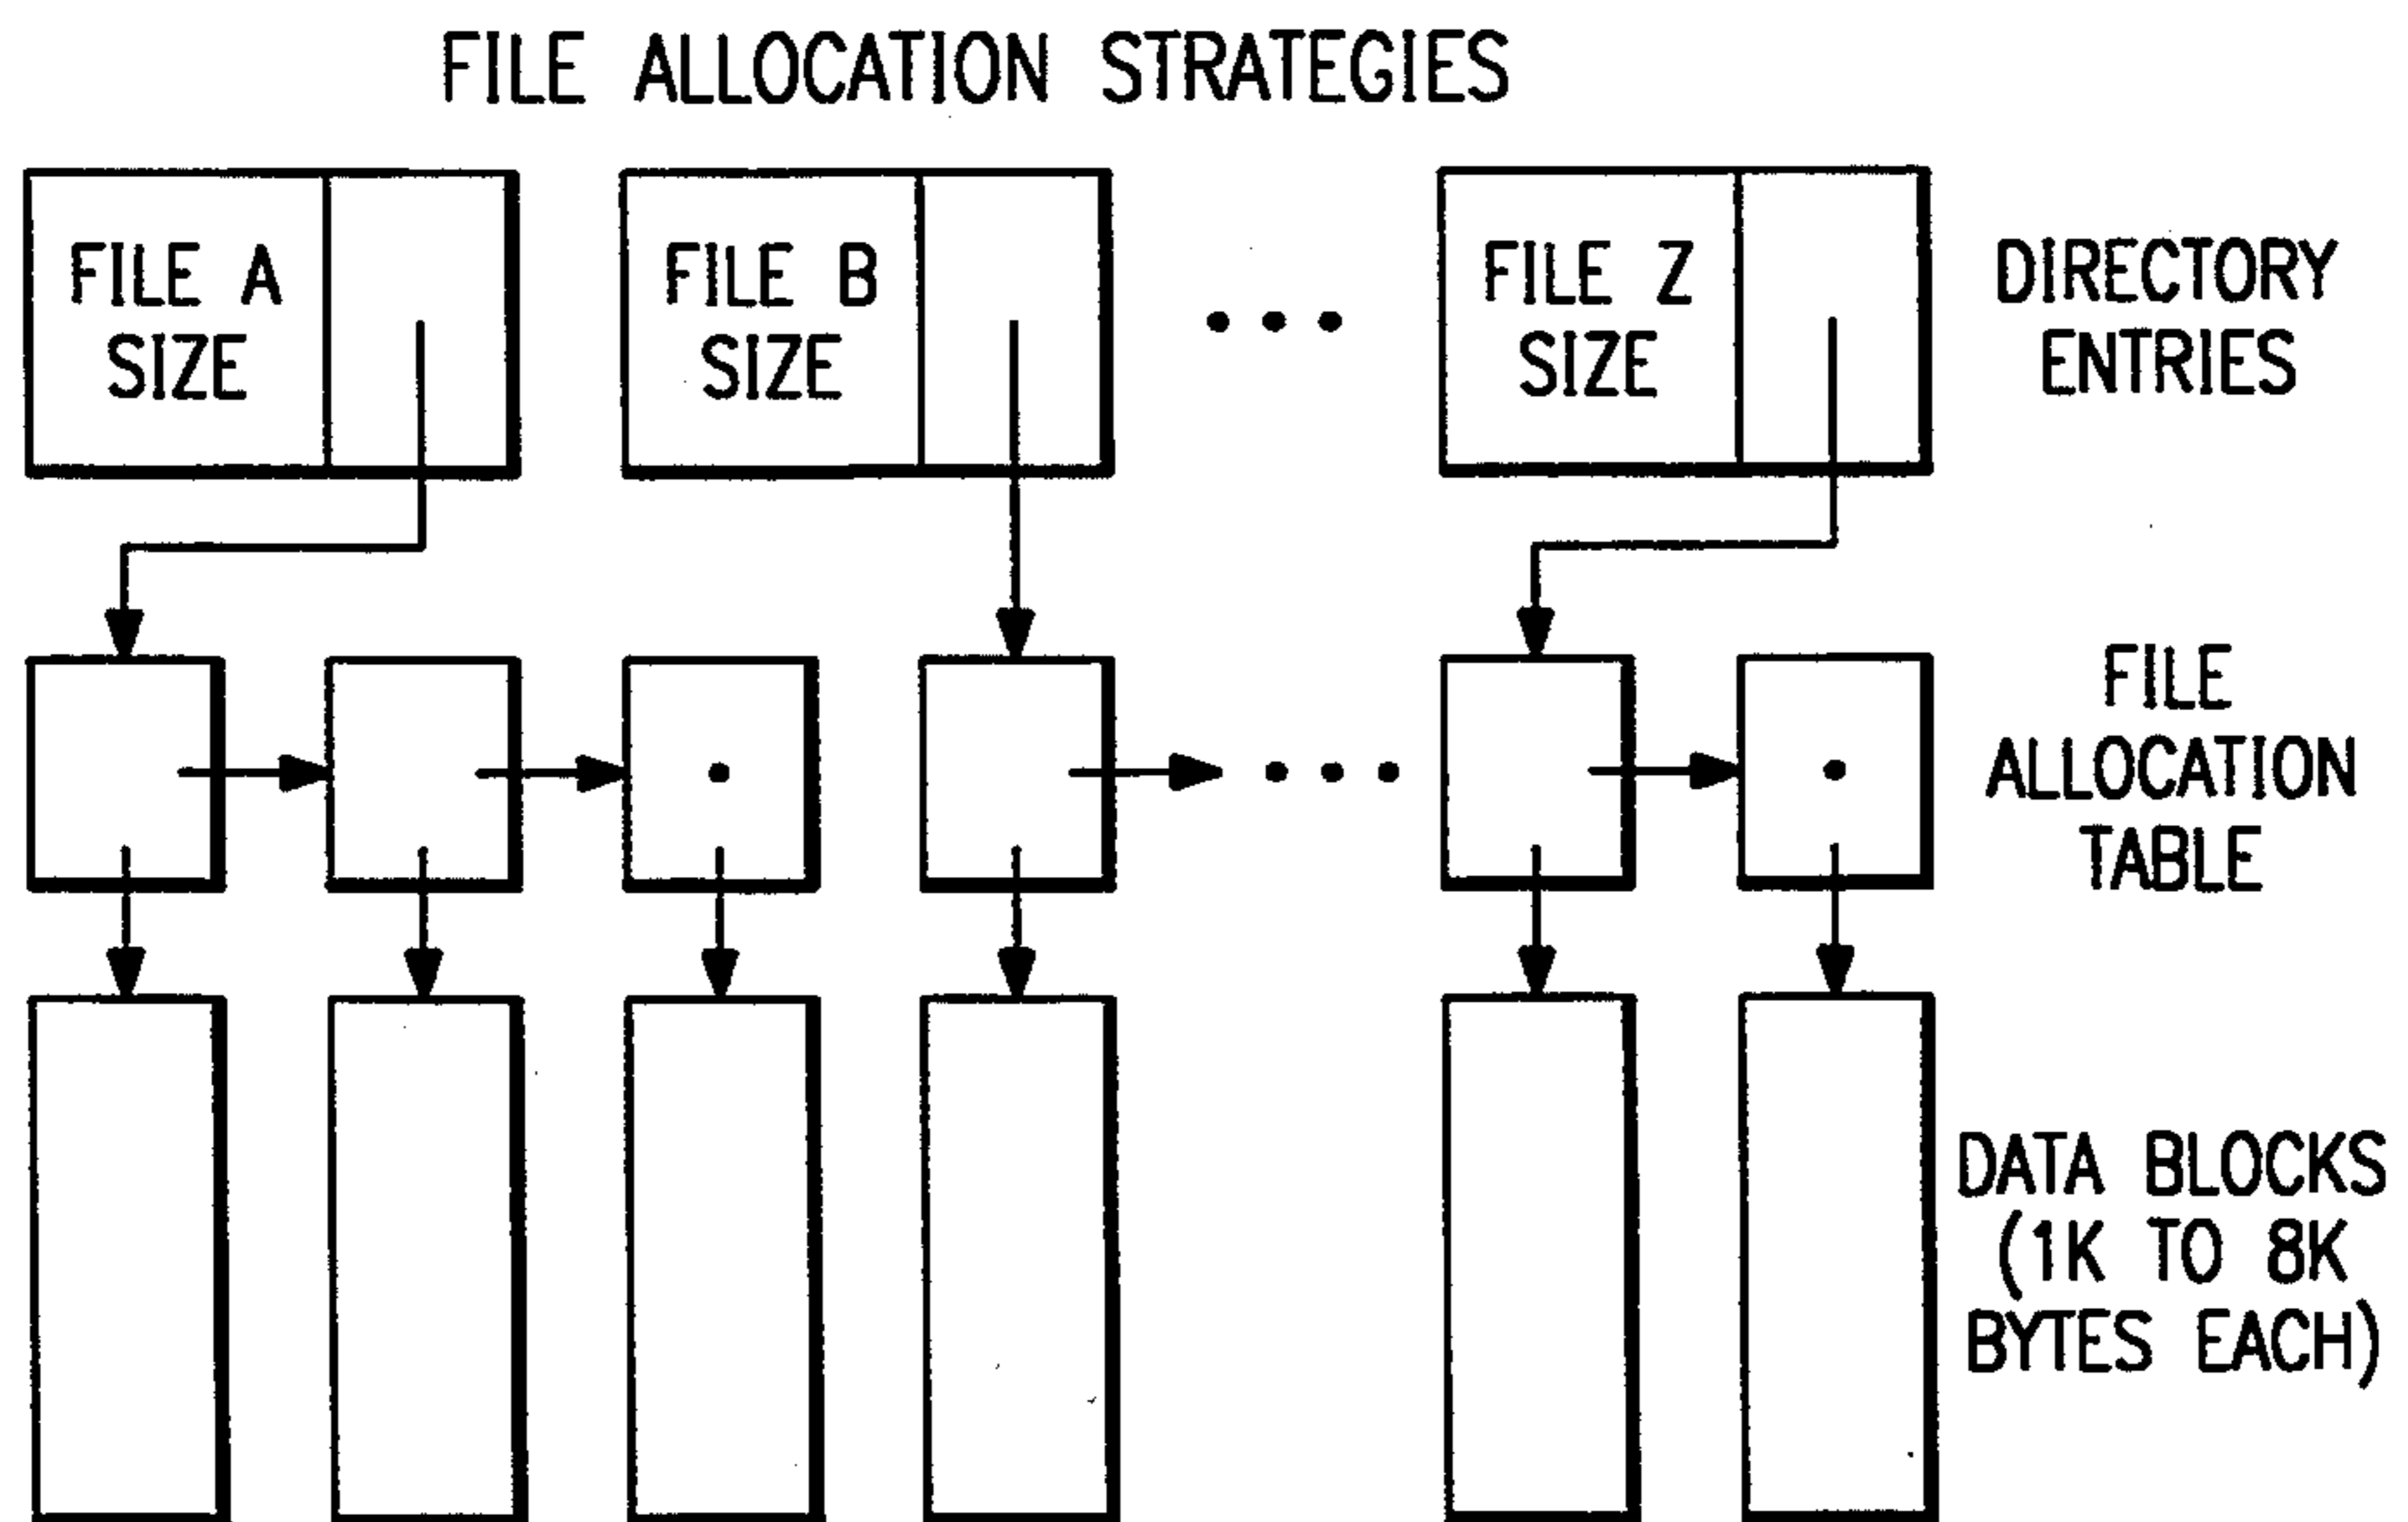 FILE ALLOCATION STRATEGIES
FILE A
SIZE
FILE B
SIZE
FILE Z
SIZE
DIRECTORY
ENTRIES
FILE
ALLOCATION
TABLE
DATA BLOCKS
(1K TO 8K
BYTES EACH)